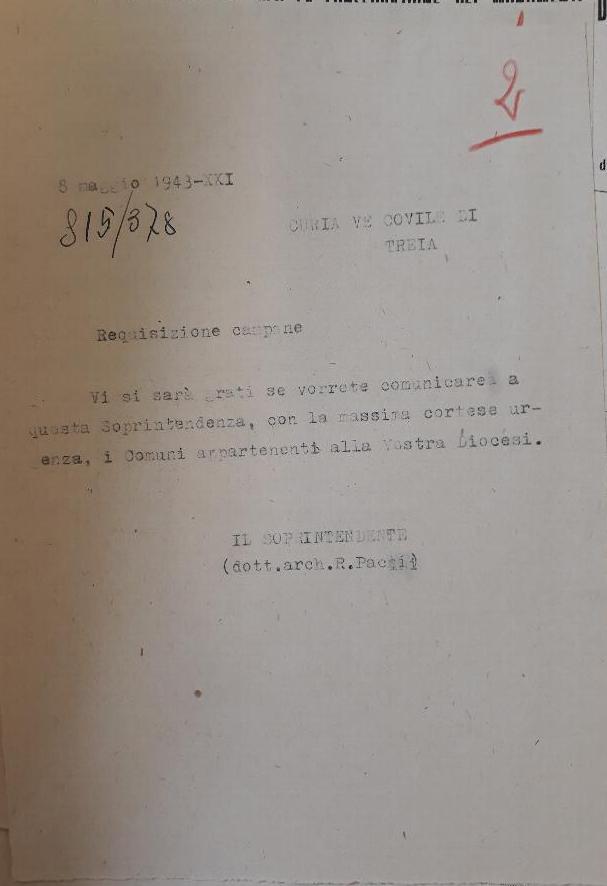 2
8 maggio 1943-XXI
815/378
CURIA VESCOVILE DI
TREIA
Requisizione campane
Vi si sarà grati se vorrete comunicare a
questa Soprintendenza, con la massima cortese ur-
genza, i Comuni appartenenti alla Vostra Diocesi.
IL SOPRINTENDENTE
(dott.arch.R.Pacini)